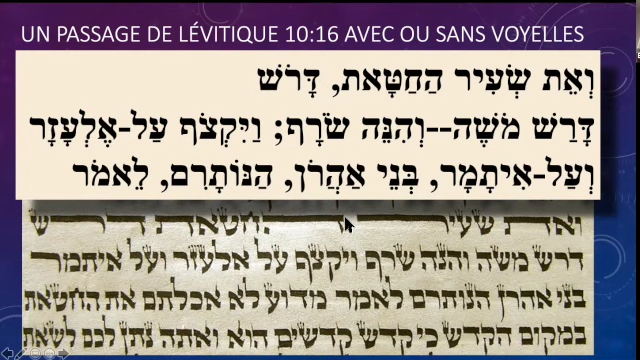 UN PASSAGE DE LÉVITIQUE 10:16 AVEC OU SANS VOYELLES
וְאֵת שְׂעִיר הַחַטָּאת, דָּרֹשׁ
דָּרַשׁ מֹשֶׁה--וְהִנֵּה שֹׂרָף; וַיִּקְצֹף עַל-אֶלְעָזָר
וְעַל-אִיתָמָר, בְּנֵי אַהֲרֹן, הַנּוֹתָרִם, לֵאמֹר
ואת שעיר החטאת דרש
דרש משה והנה שרף ויקצף על אלעזר ועל איתמר
בני אהרן הנותרם לאמר מדוע לא אכלתם את החטאת
במקום הקדש כי קדש קדשים הוא ואתה נתן לכם לשאת